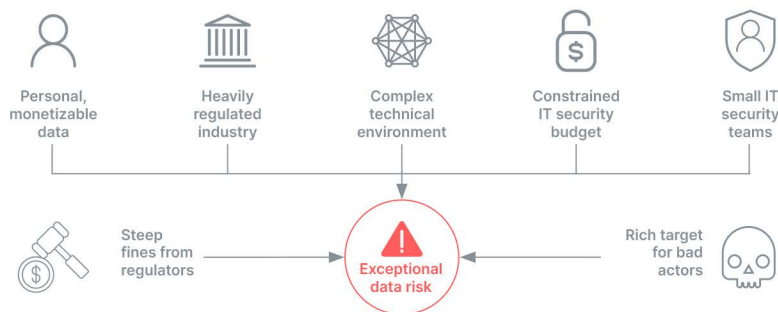 Personal,
monetizable
data
Heavily
regulated
industry
Complex
technical
environment
Constrained
IT security
budget
Small IT
security
teams
Steep
fines from
regulators
Exceptional
data risk
Rich target
for bad
actors
$
$